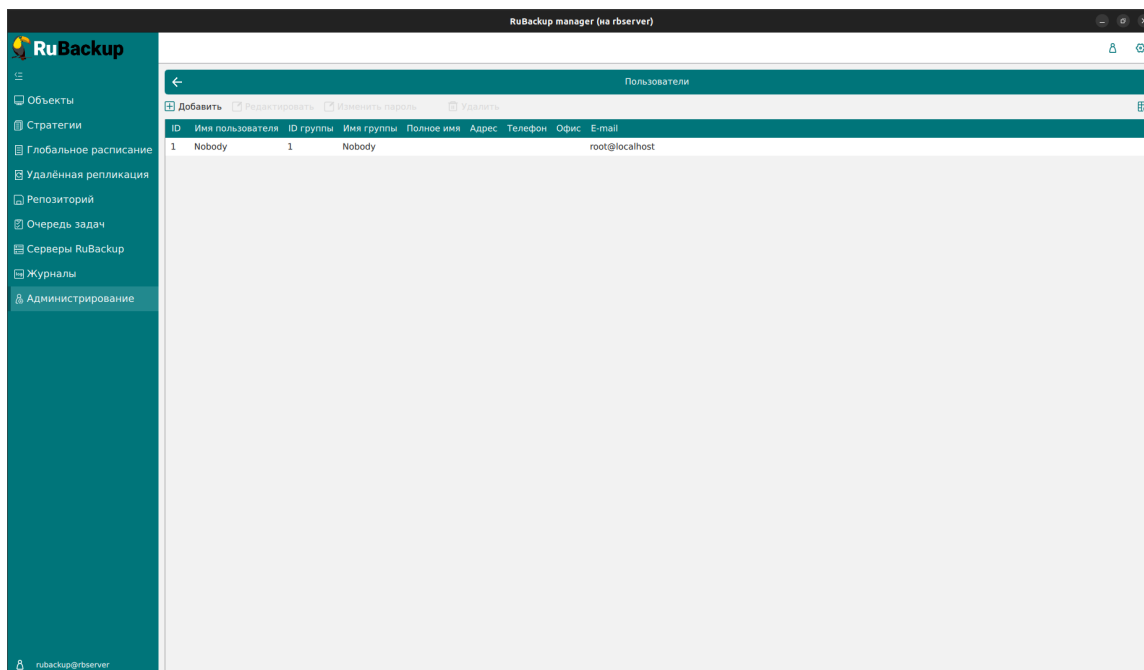 RuBackup manager (на rbserver)
RuBackup
Объекты
Стратегии
Глобальное расписание
Удалённая репликация
Репозиторий
Очередь задач
Серверы RuBackup
Журналы
Администрирование
rubackup@rbserver
Пользователи
Добавить Редактировать Изменить пароль Удалить
ID Имя пользователя ID группы Имя группы Полное имя Адрес Телефон Офис E-mail
1 Nobody 1 Nobody root@localhost